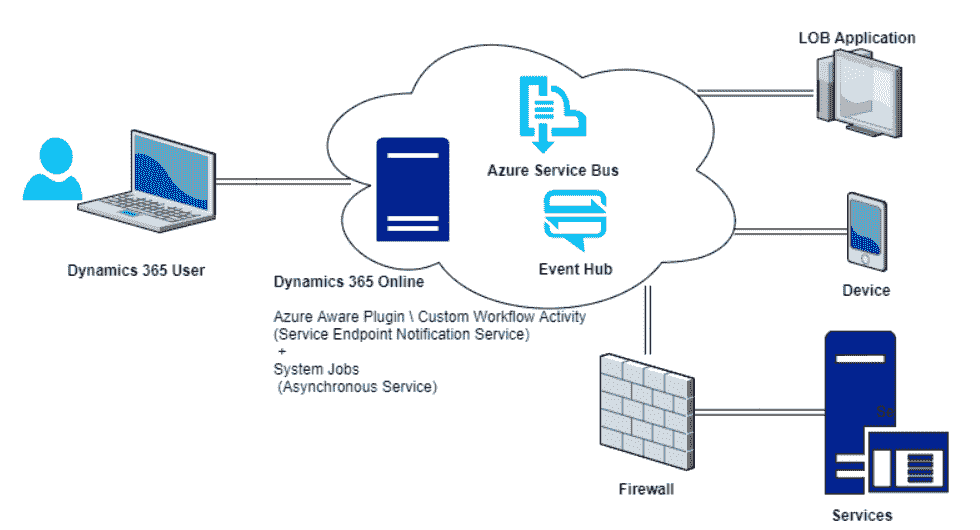 LOB Application
Azure Service Bus
Dynamics 365 User
Event Hub
Dynamics 365 Online
Device
Azure Aware Plugin \ Custom Workflow Activity
(Service Endpoint Notification Service)
+
System Jobs
(Asynchronous Service)
Se
Firewall
Services